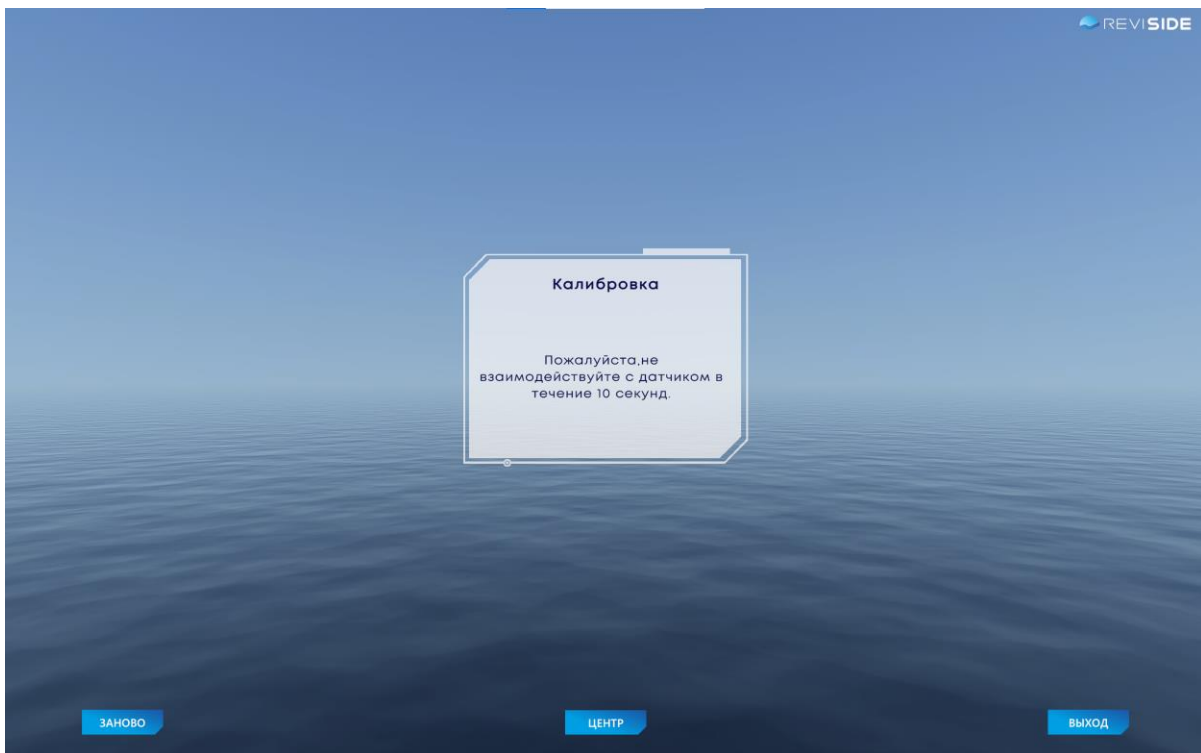 REVISIDE
Калибровка
Пожалуйста,не
взаимодействуйте с датчиком в
течение 10 секунд.
ЗАНОВО
ЦЕНТР
ВЫХОД